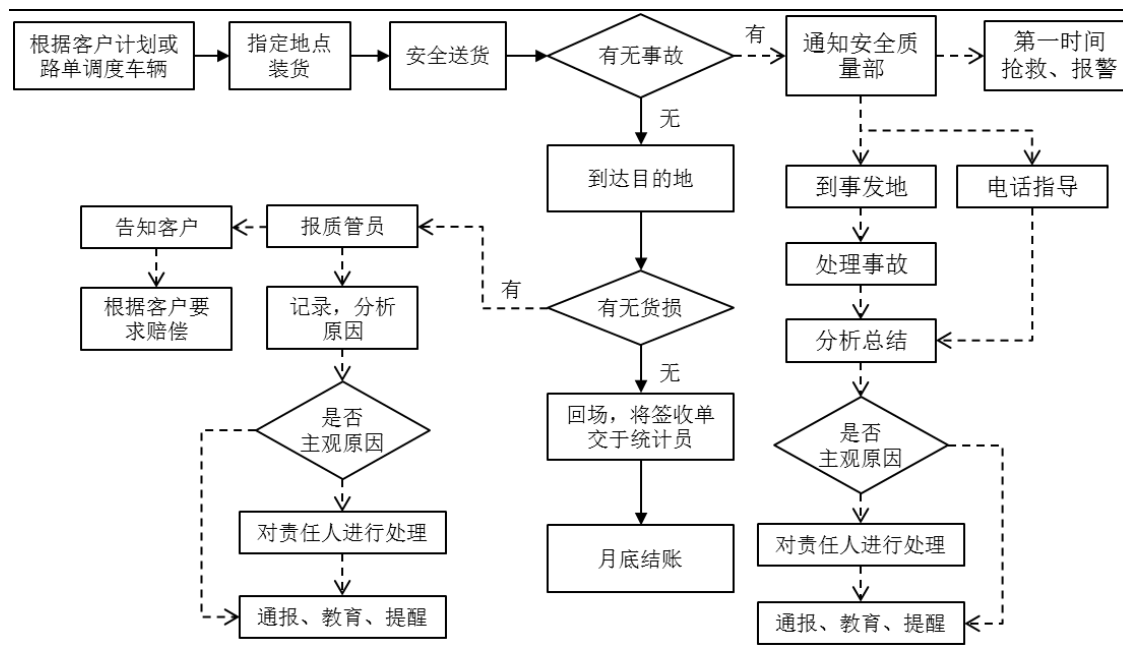 根据客户计划或
路单调度车辆
指定地点
装货
安全送货
有无事故
有
通知安全质
量部
第一时间
抢救、报警
无
到达目的地
到事发地
电话指导
告知客户
报质管员
处理事故
根据客户要
求赔偿
记录，分析
原因
有
有无货损
分析总结
无
是否
主观原因
回场，将签收单
交于统计员
是否
主观原因
对责任人进行处理
月底结账
对责任人进行处理
通报、教育、提醒
通报、教育、提醒